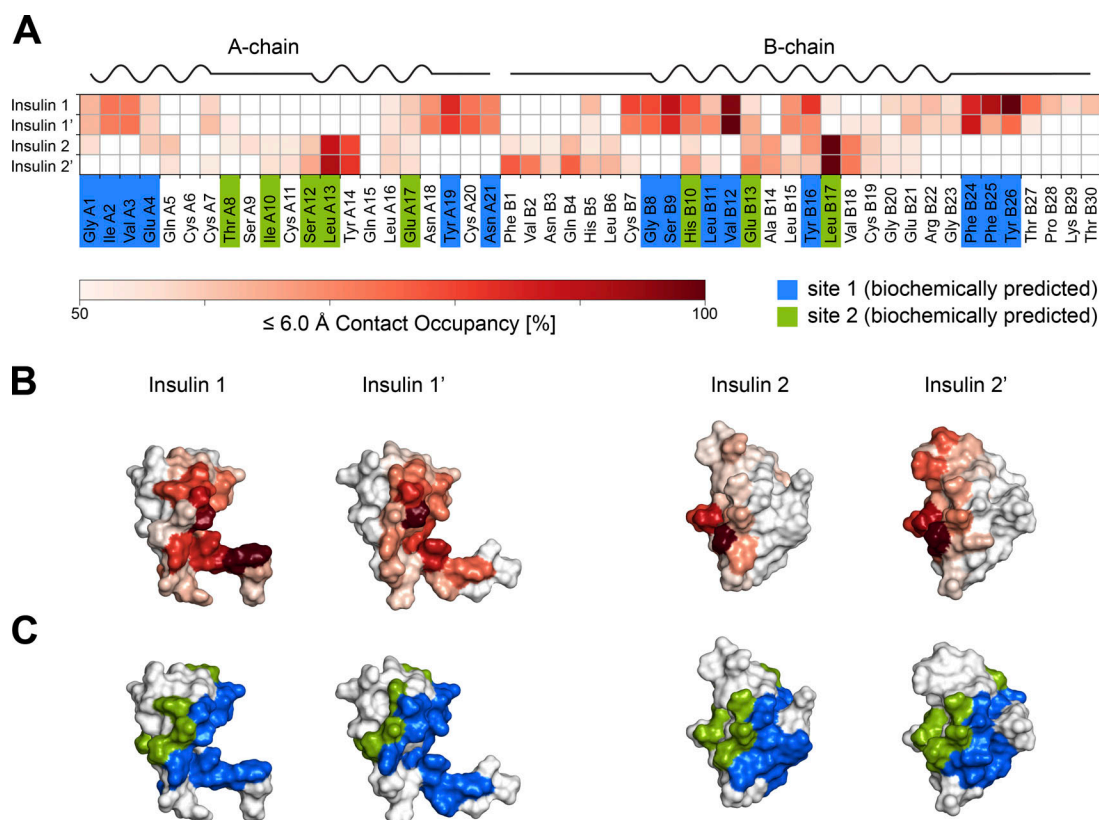 A
A-chain
B-chain
Insulin 1
Insulin 1’
Insulin 2
Insulin 2’
Gly A1
Ile A2
Val A3
Glu A4
Gln A5
Cys A6
Cys A7
Thr A8
Ser A9
Ile A10
Cys A11
Ser A12
Leu A13
Tyr A14
Gln A15
Leu A16
Glu A17
Asn A18
Tyr A19
Cys A20
Asn A21
Phe B1
Val B2
Asn B3
Gln B4
His B5
Leu B6
Cys B7
Gly B8
Ser B9
His B10
Leu B11
Val B12
Glu B13
Ala B14
Leu B15
Tyr B16
Leu B17
Val B18
Cys B19
Gly B20
Glu B21
Arg B22
Gly B23
Phe B24
Phe B25
Tyr B26
Thr B27
Pro B28
Lys B29
Thr B30
50
100
≤ 6.0 Å Contact Occupancy [%]
site 1 (biochemically predicted)
site 2 (biochemically predicted)
B
Insulin 1
Insulin 1’
Insulin 2
Insulin 2’
C